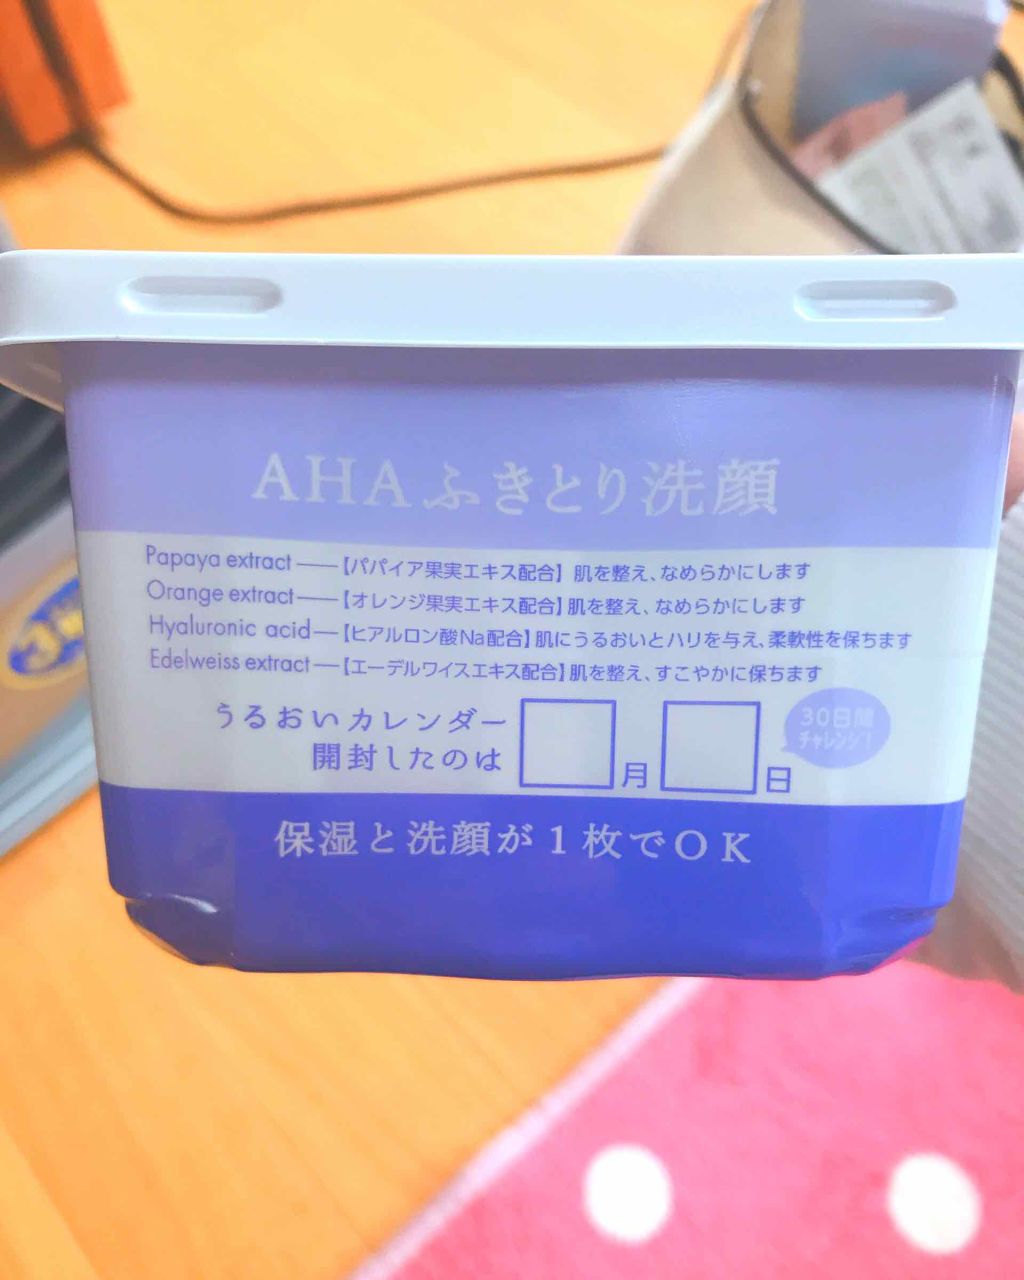 AHAふきとり洗顔
Papaya extract――【パパイア果実エキス配合】肌を整え、なめらかにします
Orange extract――【オレンジ果実エキス配合】肌を整え、なめらかにします
Hyaluronic acid―【ヒアルロン酸Na配合】肌にうるおいとハリを与え、柔軟性を保ちます
Edelweiss extract―【エーデルワイスエキス配合】肌を整え、すこやかに保ちます
うるおいカレンダー
開封したのは 月 日
30日間
チャレンジ!
保湿と洗顔が1枚でOK